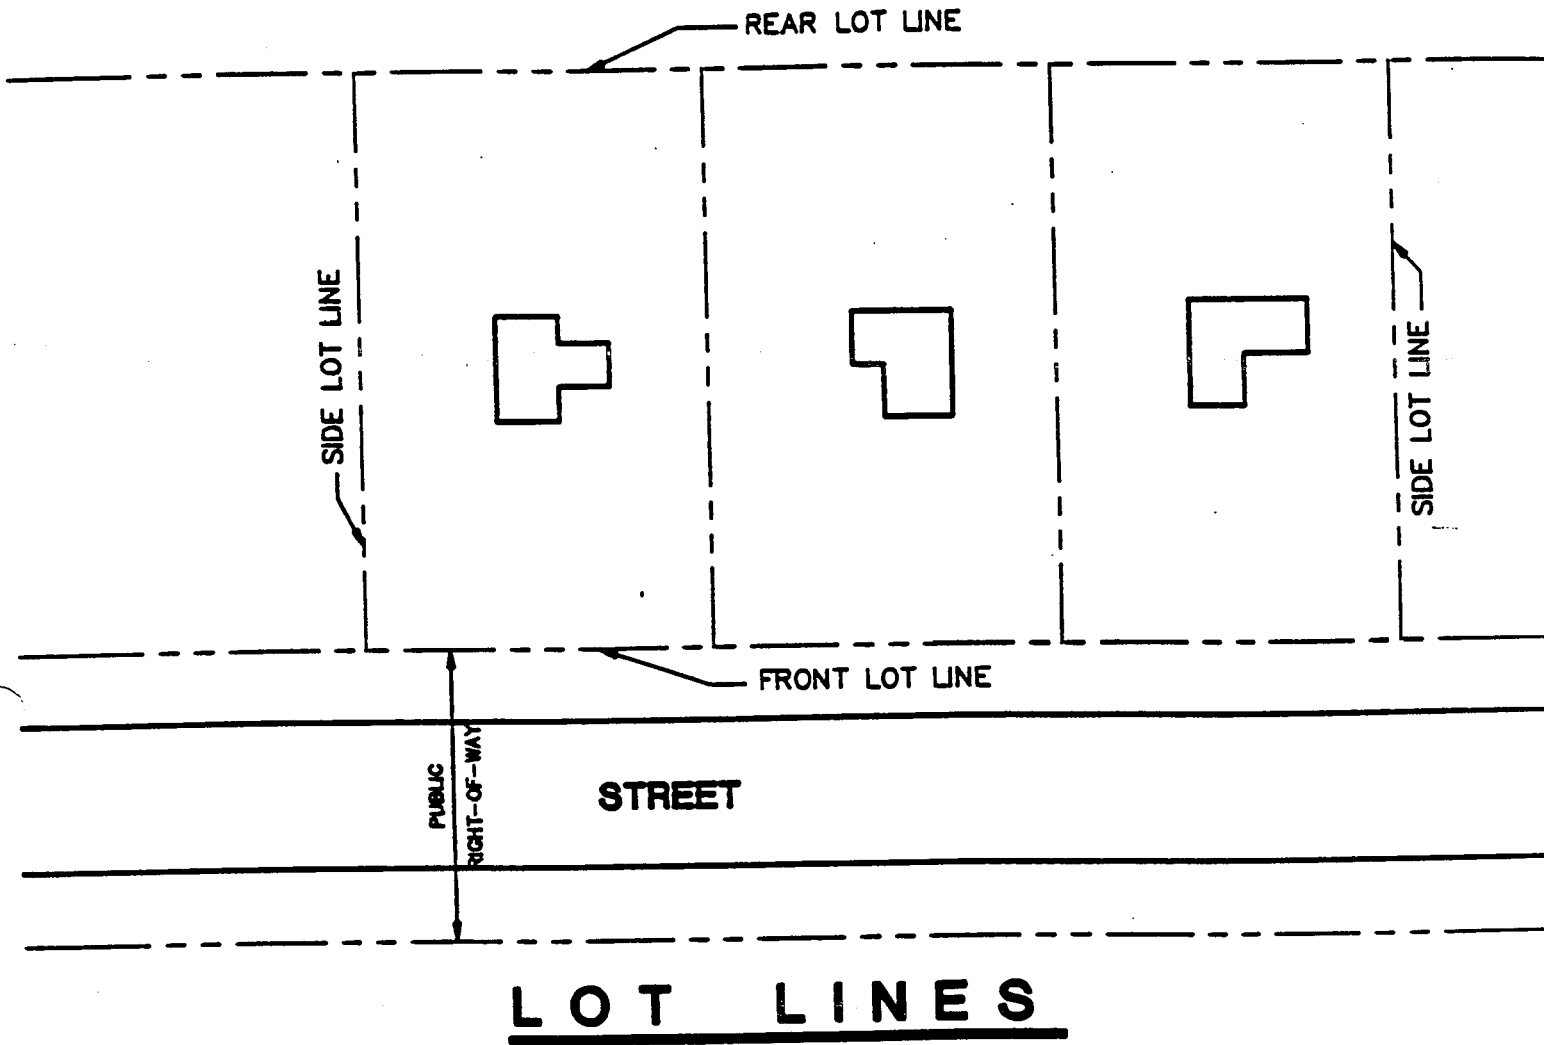 REAR LOT LINE
SIDE LOT LINE
SIDE LOT LINE
FRONT LOT LINE
PUBLIC
RIGHT-OF-WAY
STREET
LOT LINES